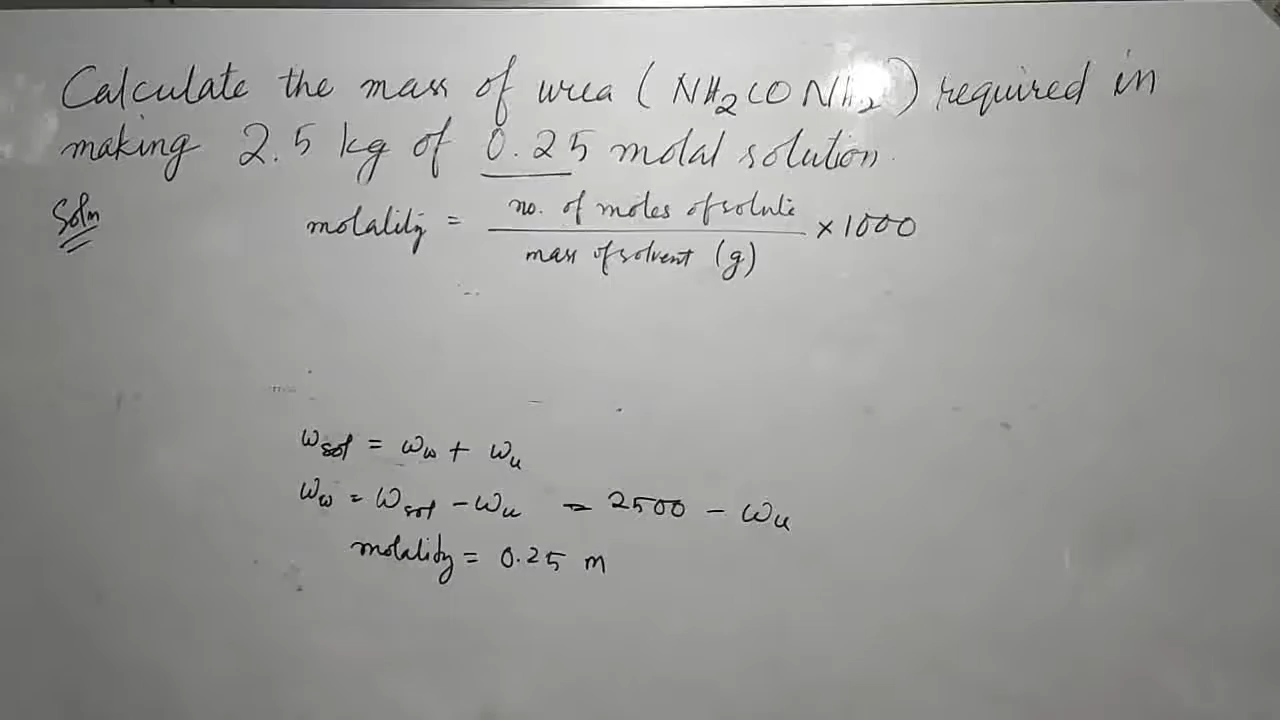 Calculate the mass of urea (NH₂CONH₂) required in
making 2.5 kg of 0.25 molal solution.
Soln
molality = no. of moles of solute / mass of solvent (g) × 1000
wsol = ww + wu
ww = wsol - wu = 2500 - wu
molality = 0.25 m